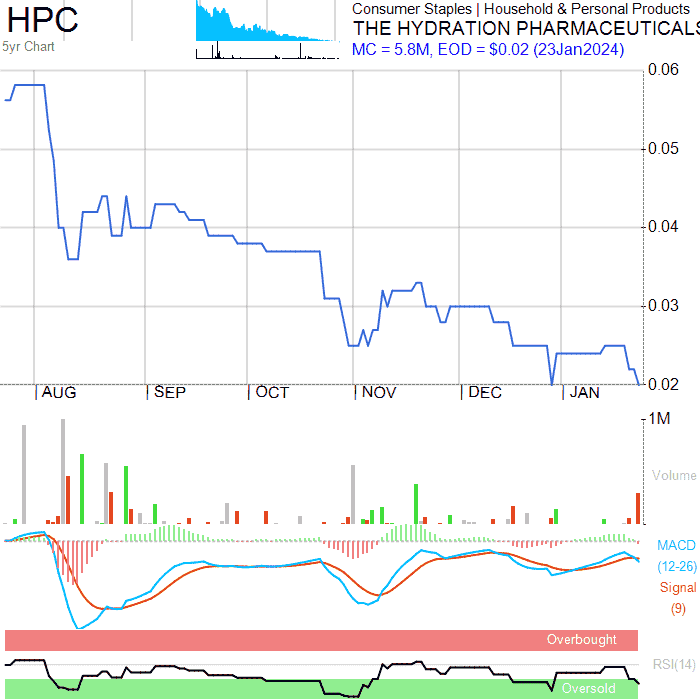 HPC
5yr Chart
Consumer Staples | Household & Personal Products
THE HYDRATION PHARMACEUTICALS
MC = 5.8M, EOD = $0.02 (23Jan2024)
0.06
0.05
0.04
0.03
0.02
AUG SEP OCT NOV DEC JAN
1M
Volume
MACD
(12-26)
Signal
(9)
Overbought
RSI(14)
Oversold